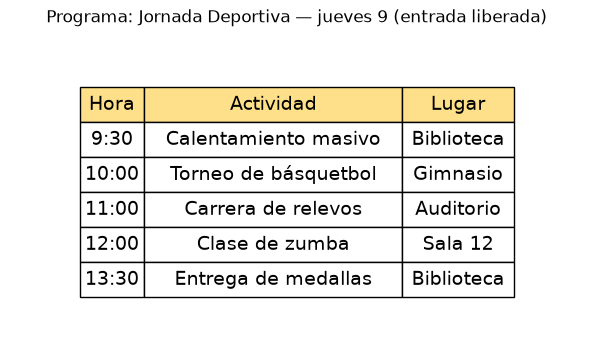 Programa: Jornada Deportiva — jueves 9 (entrada liberada)
Hora Actividad Lugar
9:30 Calentamiento masivo Biblioteca
10:00 Torneo de básquetbol Gimnasio
11:00 Carrera de relevos Auditorio
12:00 Clase de zumba Sala 12
13:30 Entrega de medallas Biblioteca